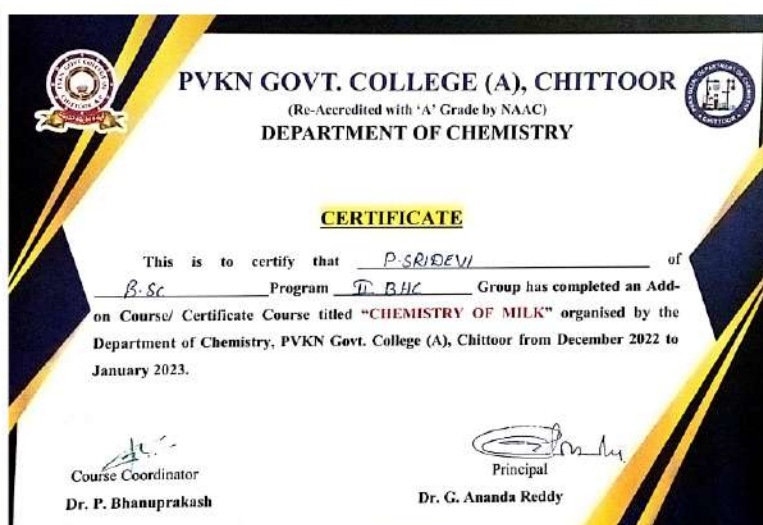 PVKN GOVT. COLLEGE (A), CHITTOOR
(Re-Accredited with 'A' Grade by NAAC)
DEPARTMENT OF CHEMISTRY
CERTIFICATE
This is to certify that P. SRIDEVI of
B.Sc Program II BHC Group has completed an Add-
on Course/ Certificate Course titled “CHEMISTRY OF MILK” organised by the
Department of Chemistry, PVKN Govt. College (A), Chittoor from December 2022 to
January 2023.
Course Coordinator
Dr. P. Bhanuprakash
Principal
Dr. G. Ananda Reddy